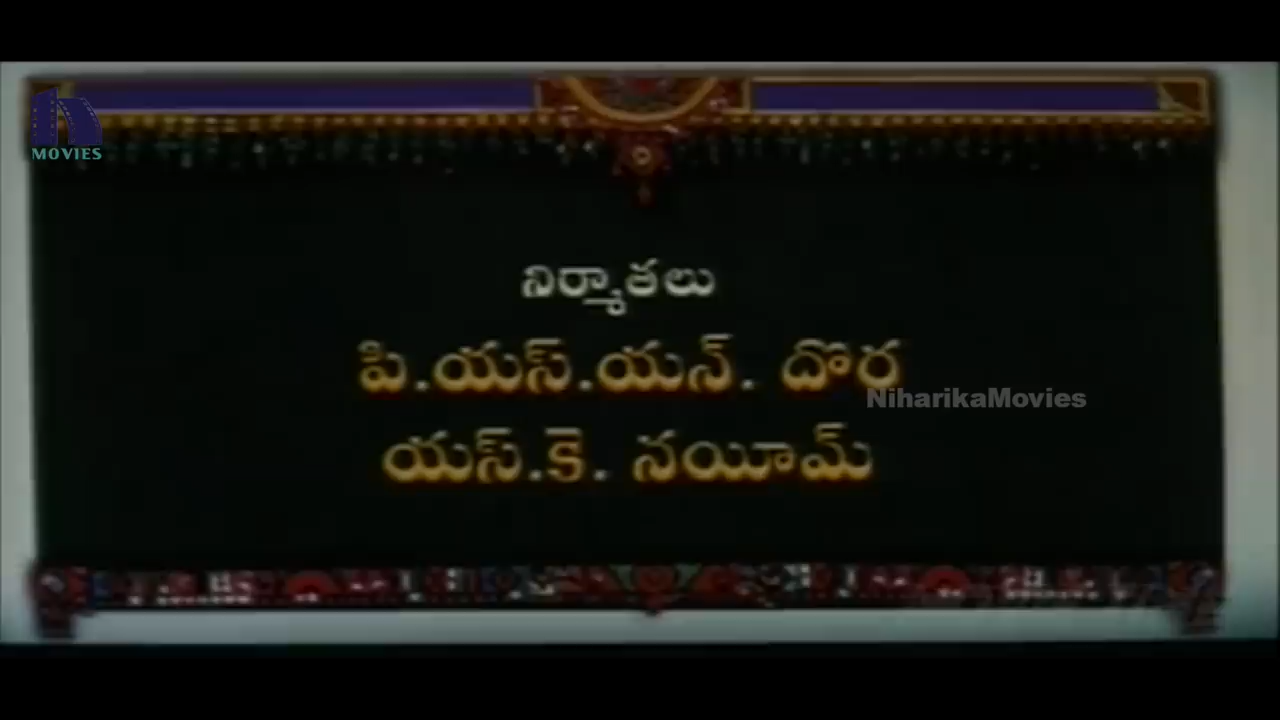 MOVIES
నిర్మాతలు
పి.యస్.యన్. దొర
NiharikaMovies
యస్.కె. నయీమ్